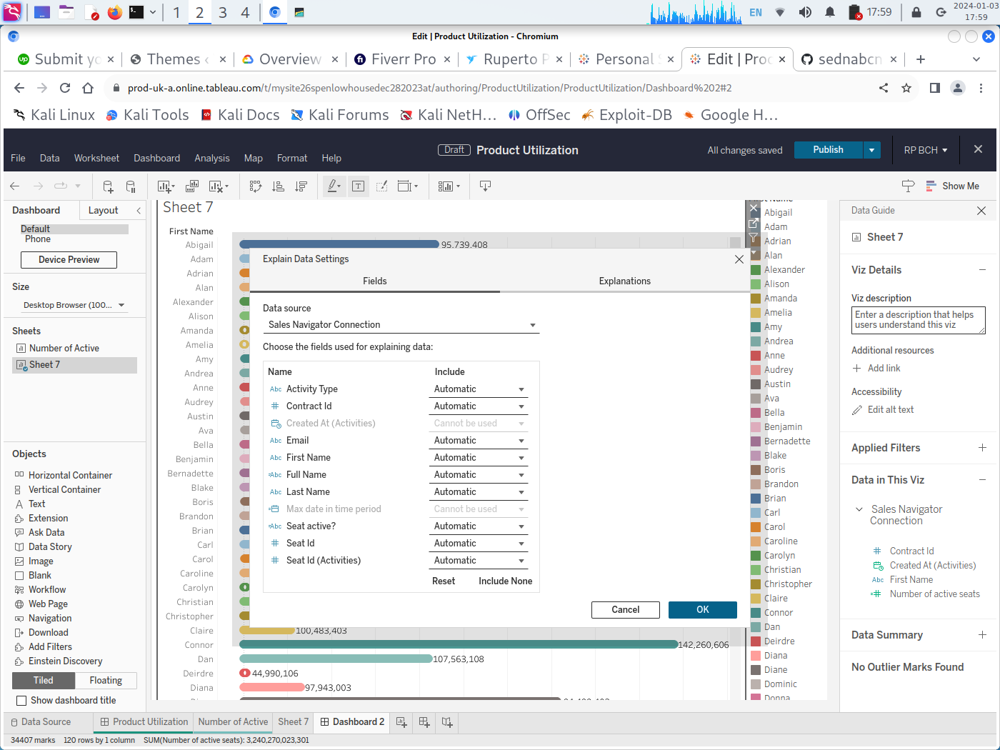 1 2 3 4
EN 17:59
2024-01-03
17:59
Edit | Product Utilization - Chromium
Submit yo
Themes
Overview
Fiverr Pro
Ruperto P
Personal S
Edit | Proc
sednabcn
prod-uk-a.online.tableau.com/t/mysite26spenlowhousedec282023at/authoring/ProductUtilization/ProductUtilization/Dashboard%202#2
Kali Linux Kali Tools Kali Docs Kali Forums Kali NetH... OffSec Exploit-DB Google H...
Draft Product Utilization
All changes saved Publish RP BCH
File Data Worksheet Dashboard Analysis Map Format Help
Show Me
Dashboard Layout
Default
Phone
Device Preview
Size
Desktop Browser (100...
Sheets
Number of Active
Sheet 7
Objects
Horizontal Container
Vertical Container
Text
Extension
Ask Data
Data Story
Image
Blank
Workflow
Web Page
Navigation
Download
Add Filters
Einstein Discovery
Tiled Floating
Show dashboard title
Sheet 7
First Name
Abigail 95,739,408
Adam
Adrian
Alan
Alexander
Alison
Amanda
Amelia
Amy
Andrea
Anne
Audrey
Austin
Ava
Bella
Benjamin
Bernadette
Blake
Boris
Brandon
Brian
Carl
Carol
Caroline
Carolyn
Christian
Christopher
Claire 100,483,403
Connor 142,260,606
Dan 107,563,108
Deirdre 44,990,106
Diana 97,943,003
Explain Data Settings
Fields Explanations
Data source
Sales Navigator Connection
Choose the fields used for explaining data:
Name Include
Abc Activity Type Automatic
Contract Id Automatic
Created At (Activities) Cannot be used
Abc Email Automatic
Abc First Name Automatic
=Abc Full Name Automatic
Abc Last Name Automatic
Max date in time period Cannot be used
=Abc Seat active? Automatic
Seat Id Automatic
Seat Id (Activities) Automatic
Reset Include None
Cancel OK
First Name
Abigail
Adam
Adrian
Alan
Alexander
Alison
Amanda
Amelia
Amy
Andrea
Anne
Audrey
Austin
Ava
Bella
Benjamin
Bernadette
Blake
Boris
Brandon
Brian
Carl
Carol
Caroline
Carolyn
Christian
Christopher
Claire
Connor
Dan
Deirdre
Diana
Diane
Dominic
Donna
Data Guide
Sheet 7
Viz Details
Viz description
Enter a description that helps
users understand this viz
Additional resources
Add link
Accessibility
Edit alt text
Applied Filters
Data in This Viz
Sales Navigator
Connection
Contract Id
Created At (Activities)
Abc First Name
Number of active seats
Data Summary
No Outlier Marks Found
Data Source Product Utilization Number of Active Sheet 7 Dashboard 2
34407 marks 120 rows by 1 column SUM(Number of active seats): 3,240,270,023,301